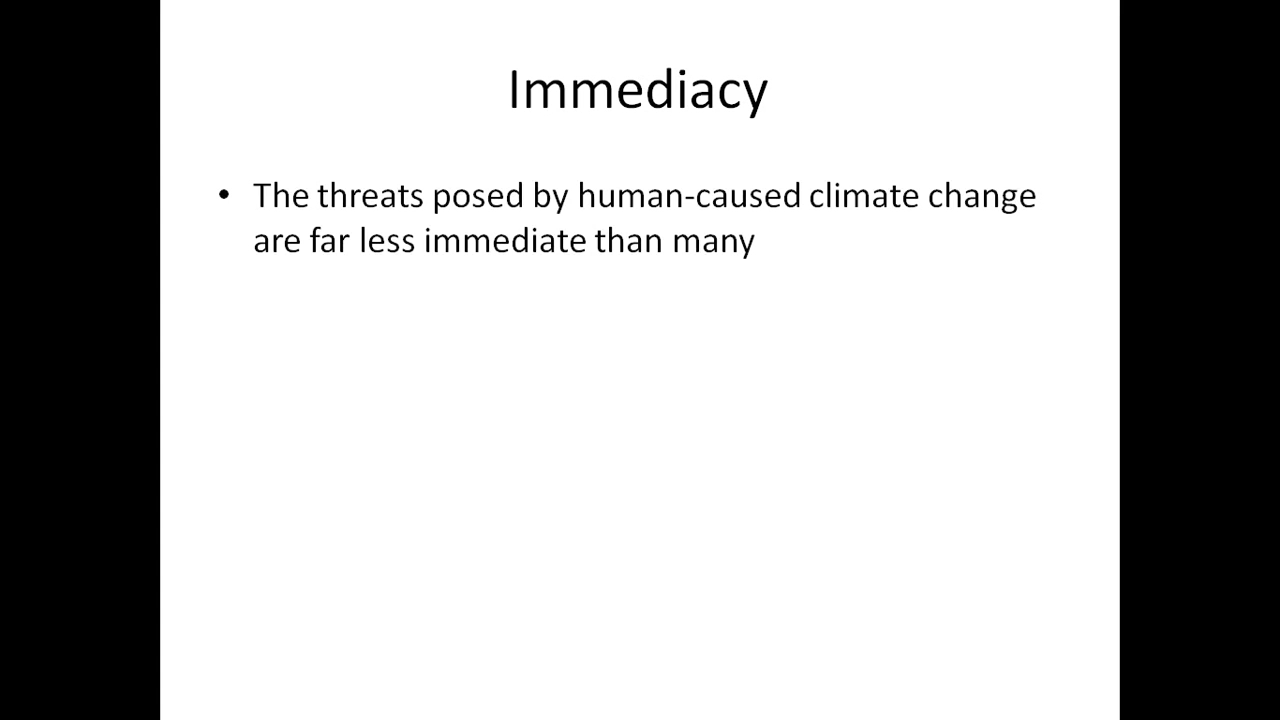 Immediacy
• The threats posed by human-caused climate change
are far less immediate than many